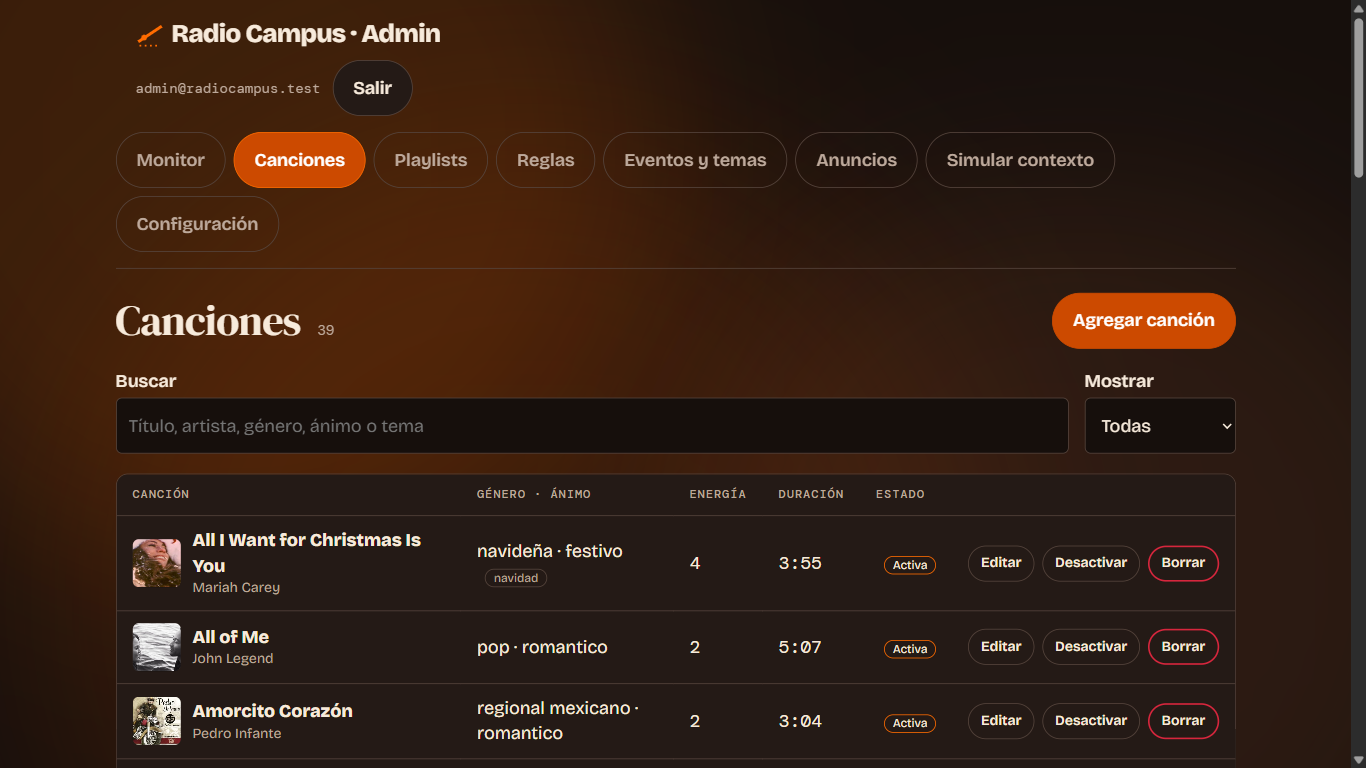 Radio Campus · Admin
admin@radiocampus.test Salir
Monitor Canciones Playlists Reglas Eventos y temas Anuncios Simular contexto
Configuración
Canciones 39 Agregar canción
Buscar Mostrar
Título, artista, género, ánimo o tema Todas
CANCIÓN GÉNERO · ÁNIMO ENERGÍA DURACIÓN ESTADO
All I Want for Christmas Is
You
Mariah Carey
navideña · festivo
navidad
4 3:55 Activa Editar Desactivar Borrar
All of Me
John Legend
pop · romantico 2 5:07 Activa Editar Desactivar Borrar
Amorcito Corazón
Pedro Infante
regional mexicano ·
romantico
2 3:04 Activa Editar Desactivar Borrar